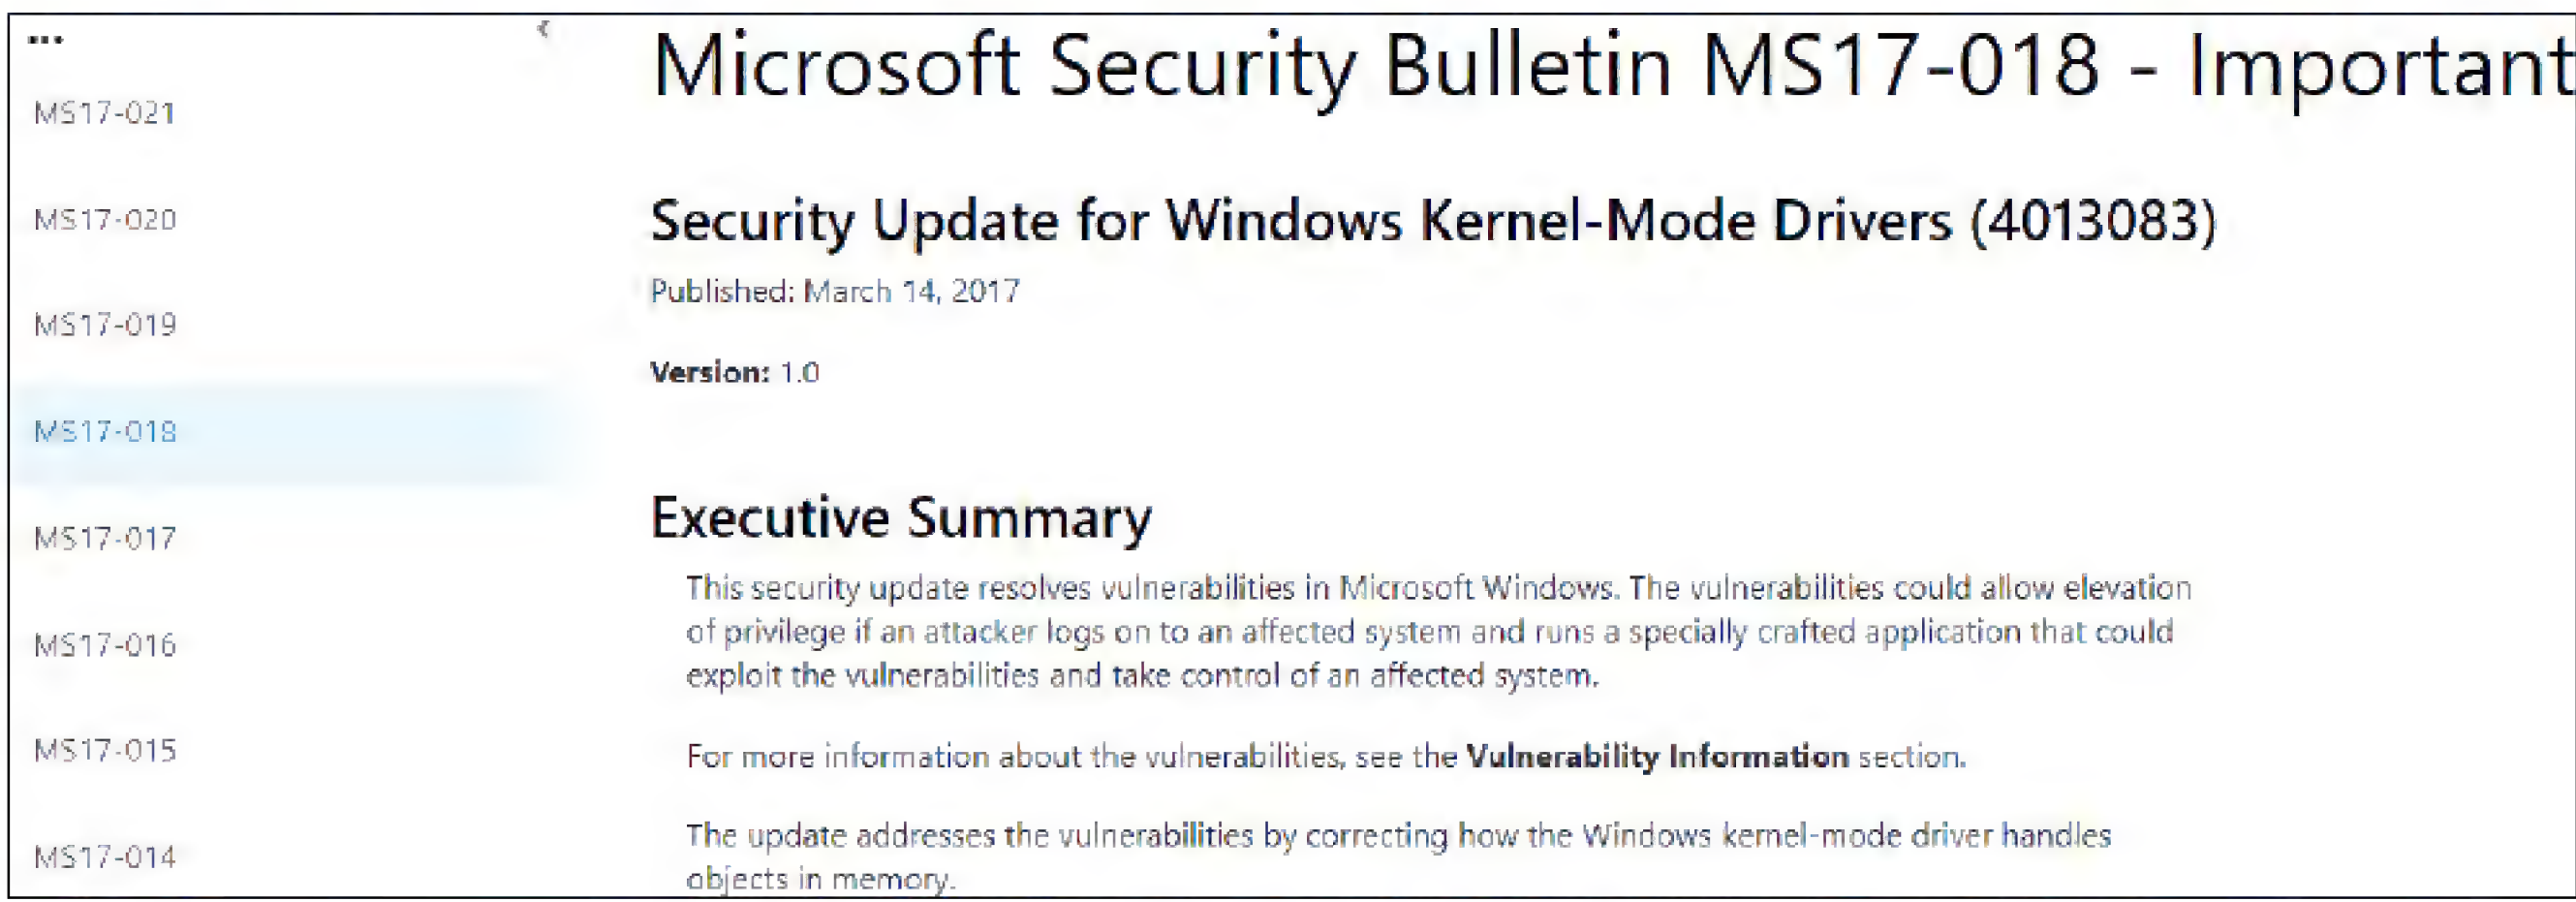 ...
MS17-021
MS17-020
MS17-019
MS17-018
MS17-017
MS17-016
MS17-015
MS17-014
Microsoft Security Bulletin MS17-018 - Important
Security Update for Windows Kernel-Mode Drivers (4013083)
Published: March 14, 2017
Version: 1.0
Executive Summary
This security update resolves vulnerabilities in Microsoft Windows. The vulnerabilities could allow elevation
of privilege if an attacker logs on to an affected system and runs a specially crafted application that could
exploit the vulnerabilities and take control of an affected system.
For more information about the vulnerabilities, see the Vulnerability Information section.
The update addresses the vulnerabilities by correcting how the Windows kernel-mode driver handles
objects in memory.